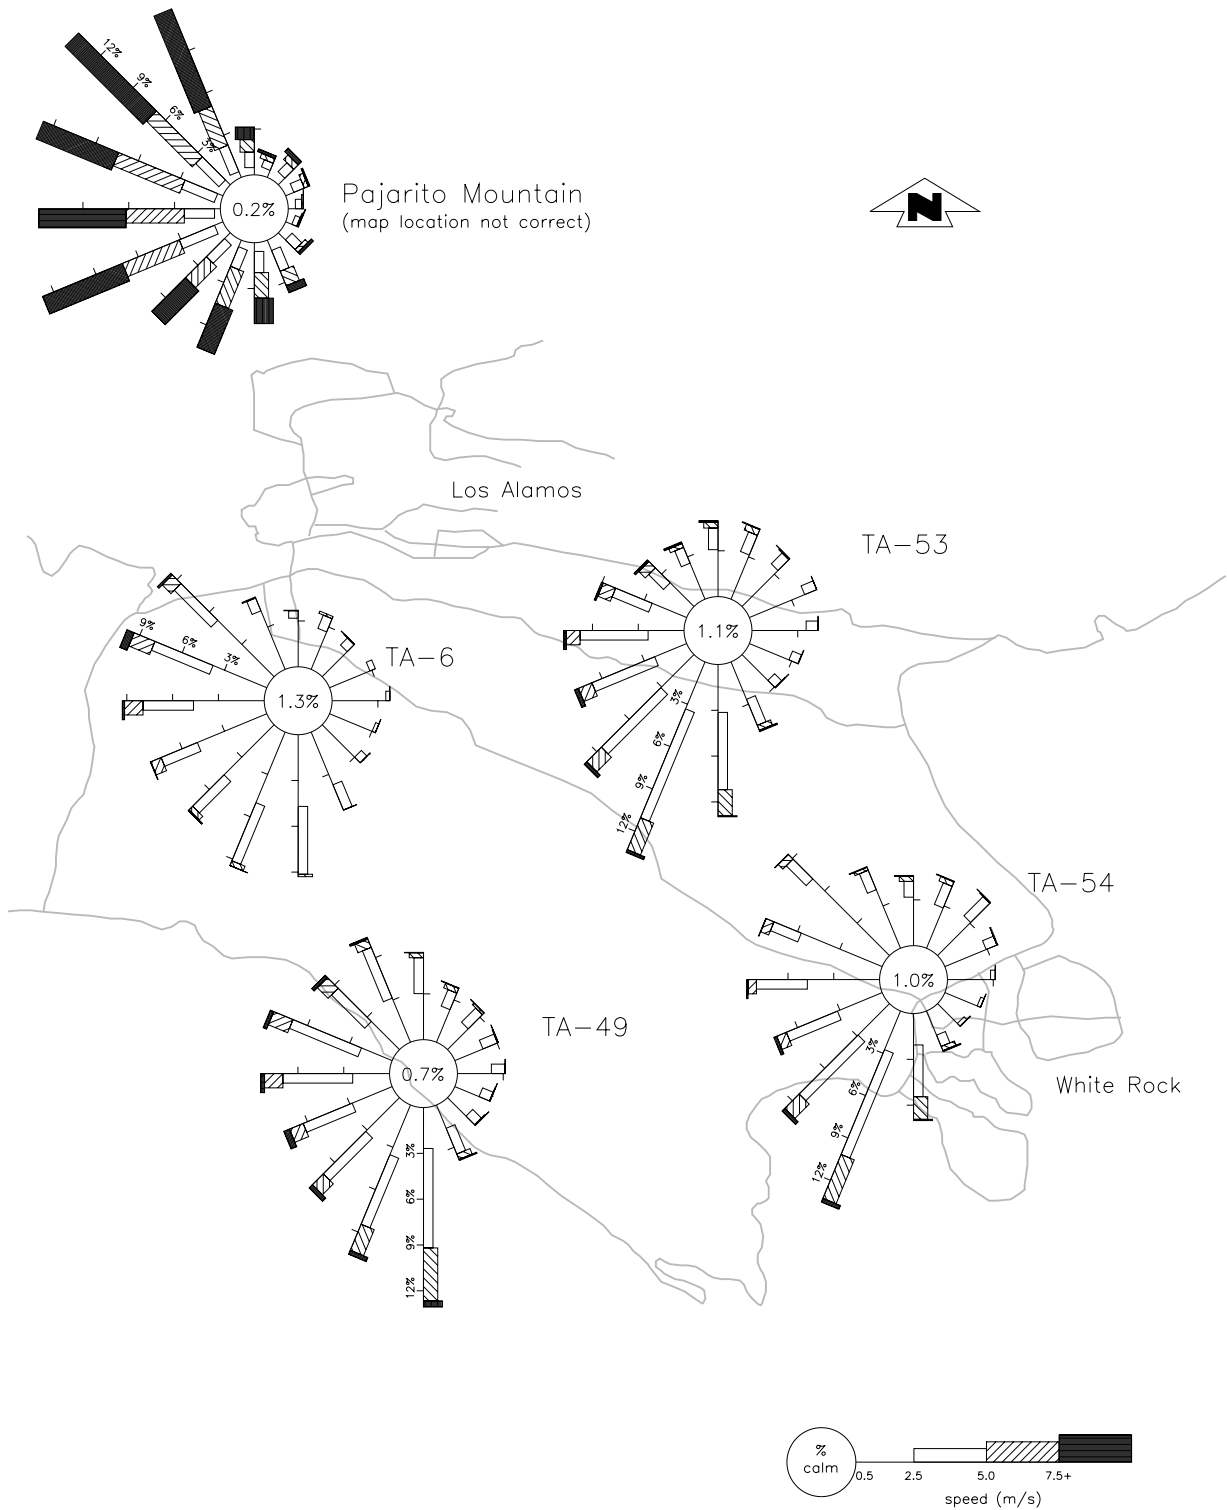 12%
9%
6%
3%
0.2%
Pajarito Mountain
(map location not correct)
N
Los Alamos
TA-53
1.1%
3%
6%
9%
12%
9%
6%
3%
TA-6
1.3%
TA-54
1.0%
3%
6%
9%
12%
TA-49
0.7%
3%
6%
9%
12%
White Rock
%
calm
0.5 2.5 5.0 7.5+
speed (m/s)